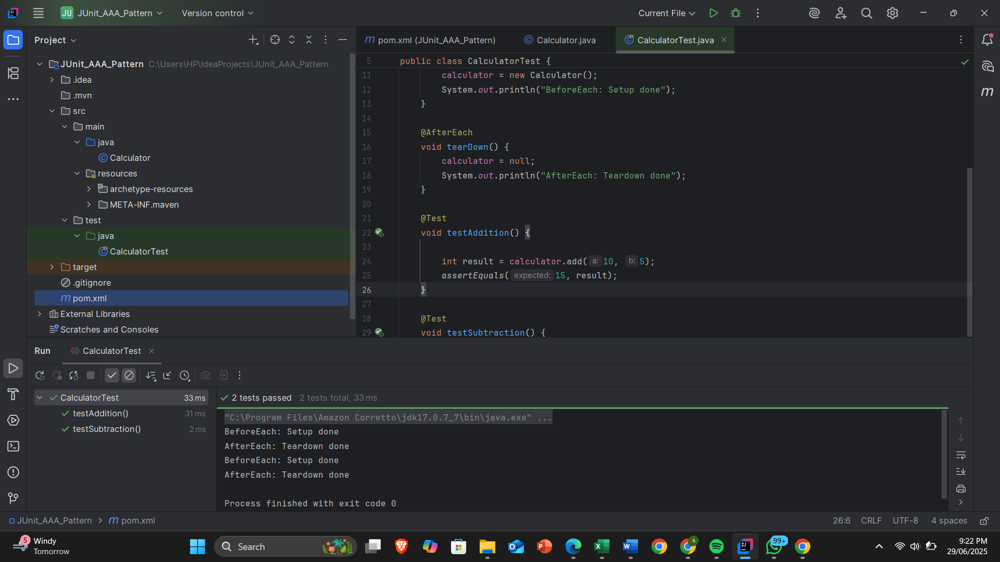 JU JUnit_AAA_Pattern Version control Current File
Project
JUnit_AAA_Pattern C:\Users\HP\IdeaProjects\JUnit_AAA_Pattern
.idea
.mvn
src
main
java
Calculator
resources
archetype-resources
META-INF.maven
test
java
CalculatorTest
target
.gitignore
pom.xml
External Libraries
Scratches and Consoles
pom.xml (JUnit_AAA_Pattern) Calculator.java CalculatorTest.java
5 public class CalculatorTest {
11 calculator = new Calculator();
12 System.out.println("BeforeEach: Setup done");
13 }
14
15 @AfterEach
16 void tearDown() {
17 calculator = null;
18 System.out.println("AfterEach: Teardown done");
19 }
20
21 @Test
22 void testAddition() {
23
24 int result = calculator.add( a: 10, b: 5);
25 assertEquals( expected: 15, result);
26 }
27
28 @Test
29 void testSubtraction() {
Run CalculatorTest
CalculatorTest 33 ms
testAddition() 31 ms
testSubtraction() 2 ms
2 tests passed 2 tests total, 33 ms
"C:\Program Files\Amazon Corretto\jdk17.0.7_7\bin\java.exe" ...
BeforeEach: Setup done
AfterEach: Teardown done
BeforeEach: Setup done
AfterEach: Teardown done
Process finished with exit code 0
JUnit_AAA_Pattern > m pom.xml 26:6 CRLF UTF-8 4 spaces
5 Windy
Tomorrow
Search
99+
9:22 PM
29/06/2025